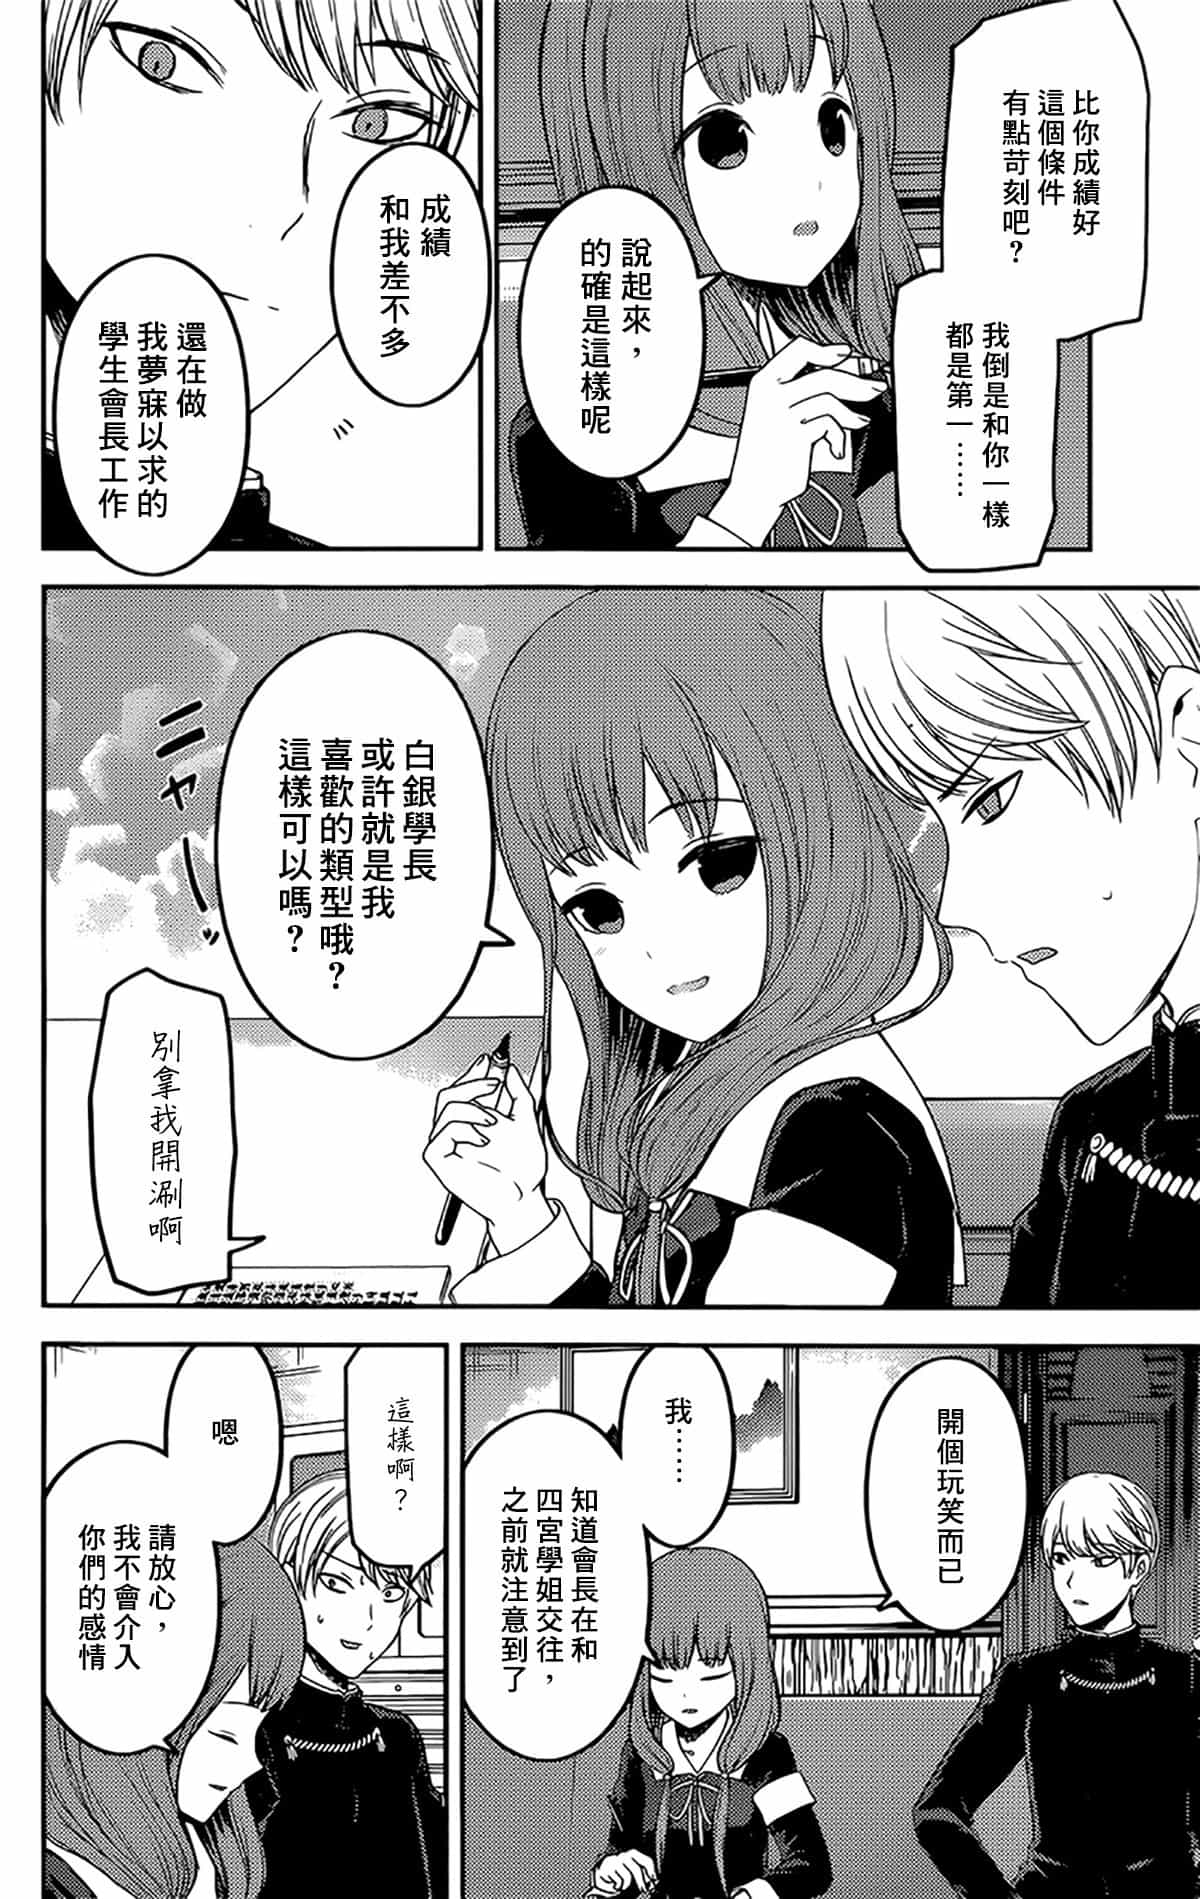 比你成績好
這個條件
有點苛刻吧？
我倒是和你一樣
都是第一……
說起來，
的確是這樣呢
成績
和我差不多
還在做
我夢寐以求的
學生會長工作
白銀學長
或許就是我
喜歡的類型哦？
這樣可以嗎？
ニヤリッ
別拿找開涮啊
開個玩笑而已
我……
知道會長在和
四宮學姐交往，
之前就注意到了
這樣啊？
嗯
請放心，
我不會介入
你們的感情